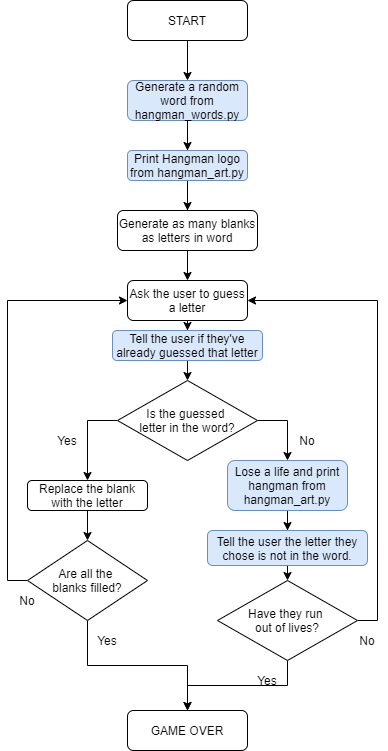 START
Generate a random
word from
hangman_words.py
Print Hangman logo
from hangman_art.py
Generate as many blanks
as letters in word
Ask the user to guess
a letter
Tell the user if they've
already guessed that letter
Is the guessed
letter in the word?
Yes
No
Replace the blank
with the letter
Lose a life and print
hangman from
hangman_art.py
Tell the user the letter they
chose is not in the word.
Are all the
blanks filled?
No
Yes
Have they run
out of lives?
No
Yes
GAME OVER